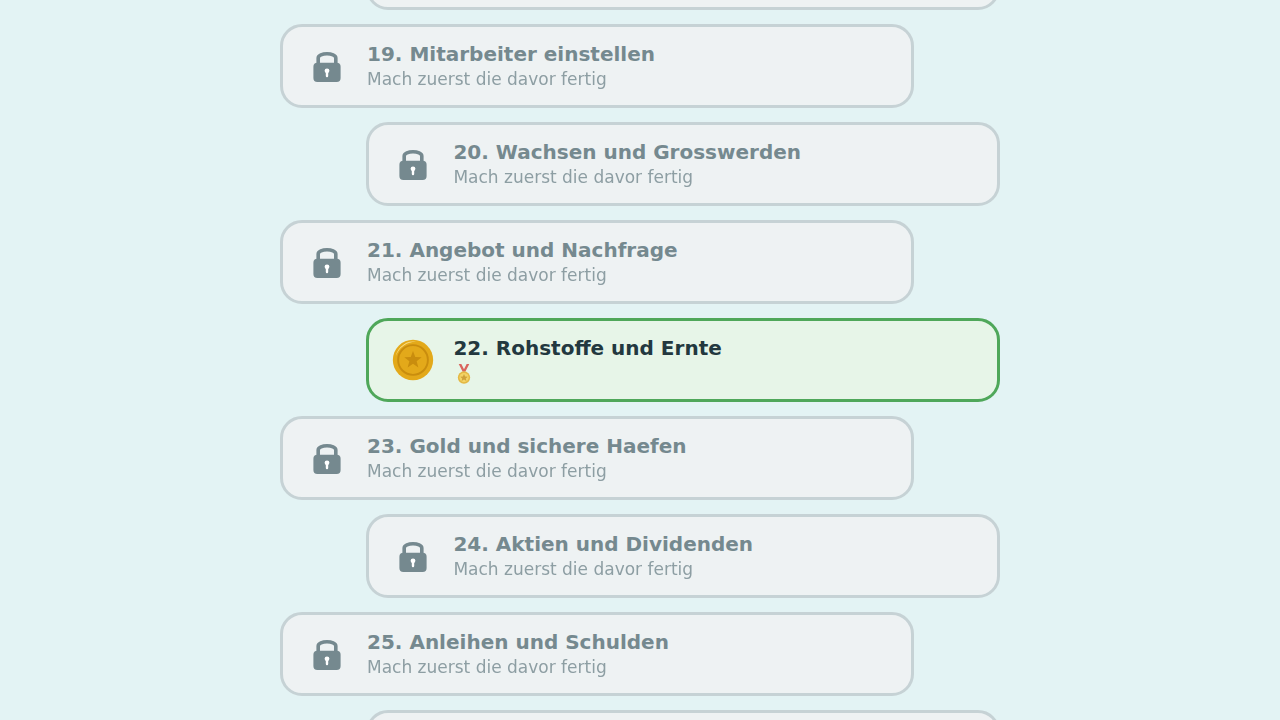 19. Mitarbeiter einstellen
Mach zuerst die davor fertig
20. Wachsen und Grosswerden
Mach zuerst die davor fertig
21. Angebot und Nachfrage
Mach zuerst die davor fertig
22. Rohstoffe und Ernte
23. Gold und sichere Haefen
Mach zuerst die davor fertig
24. Aktien und Dividenden
Mach zuerst die davor fertig
25. Anleihen und Schulden
Mach zuerst die davor fertig